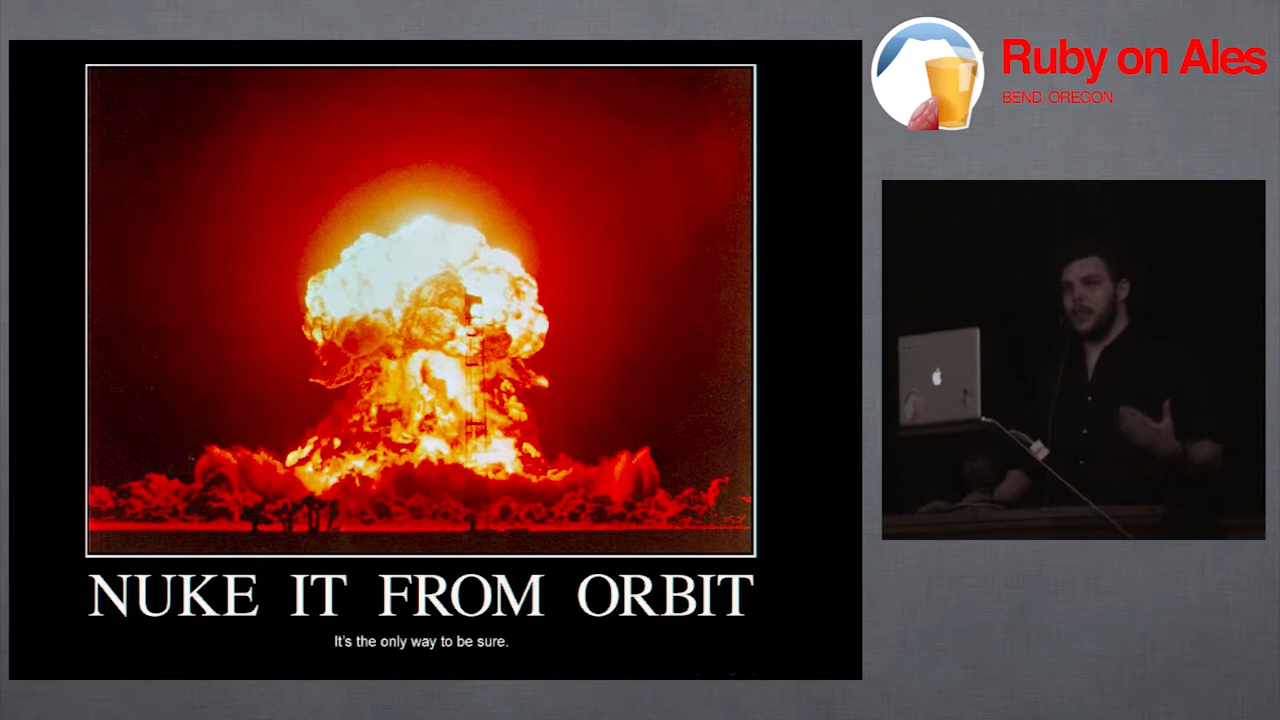 Ruby on Ales
BEND, OREGON
NUKE IT FROM ORBIT
It's the only way to be sure.